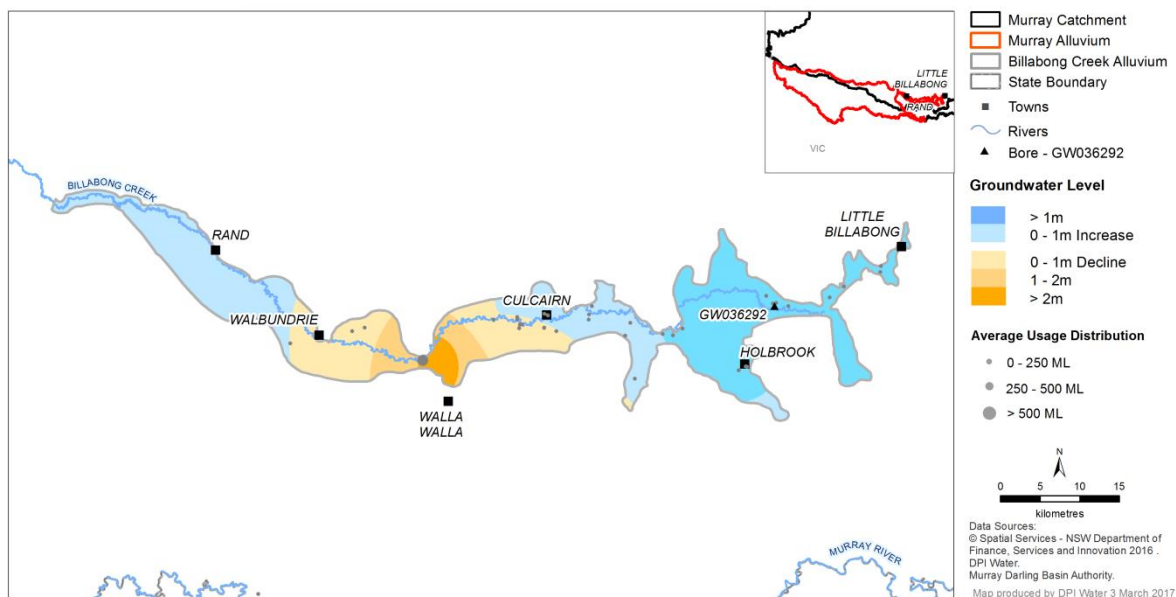 BILLABONG CREEK
RAND
WALBUNDRIE
WALLA
WALLA
CULCAIRN
GW036292
HOLBROOK
LITTLE
BILLABONG
MURRAY RIVER
LITTLE
BILLABONG
RAND
VIC
Murray Catchment
Murray Alluvium
Billabong Creek Alluvium
State Boundary
Towns
Rivers
Bore - GW036292
Groundwater Level
> 1m
0 - 1m Increase
0 - 1m Decline
1 - 2m
> 2m
Average Usage Distribution
0 - 250 ML
250 - 500 ML
> 500 ML
N
0 5 10 15
kilometres
Data Sources:
© Spatial Services - NSW Department of
Finance, Services and Innovation 2016 .
DPI Water.
Murray Darling Basin Authority.
Map produced by DPI Water 3 March 2017